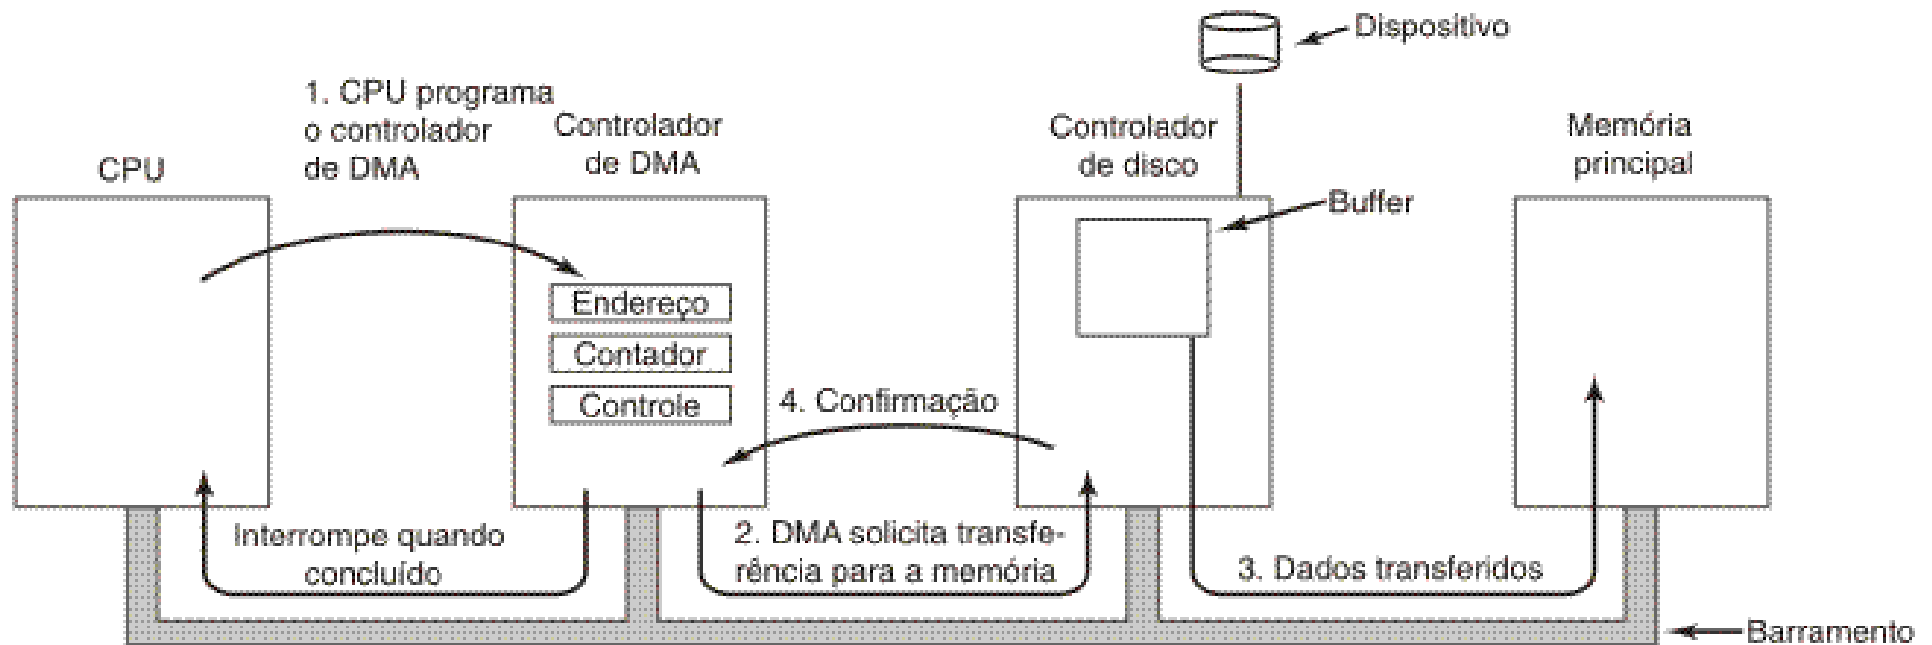 Dispositivo
1. CPU programa
o controlador
de DMA
Controlador
de DMA
Controlador
de disco
Memória
principal
CPU
Buffer
Endereço
Contador
Controle
4. Confirmação
Interrompe quando
concluído
2. DMA solicita transfe-
rência para a memória
3. Dados transferidos
Barramento